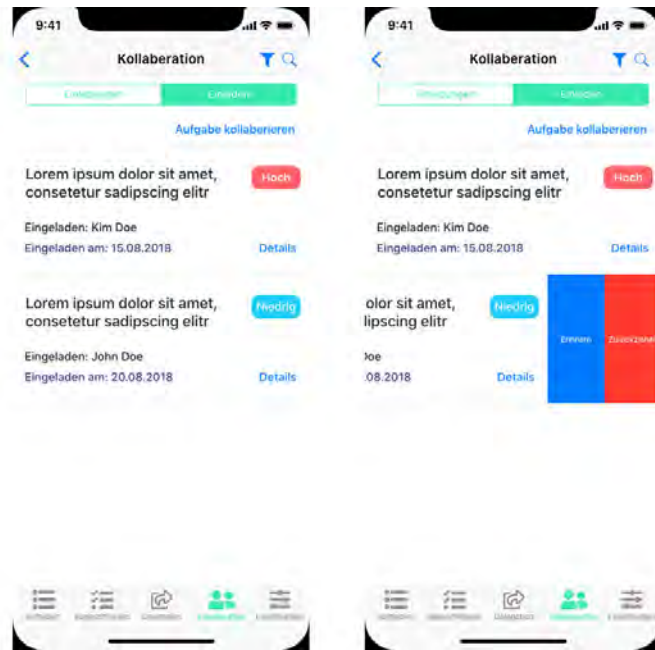 9:41
Kollaberation
Einladen
Aufgabe kollaberieren
Lorem ipsum dolor sit amet,
consetetur sadipscing elitr
Hoch
Eingeladen: Kim Doe
Eingeladen am: 15.08.2018
Details
Lorem ipsum dolor sit amet,
consetetur sadipscing elitr
Niedrig
Eingeladen: John Doe
Eingeladen am: 20.08.2018
Details
9:41
Kollaberation
Einladen
Aufgabe kollaberieren
Lorem ipsum dolor sit amet,
consetetur sadipscing elitr
Hoch
Eingeladen: Kim Doe
Eingeladen am: 15.08.2018
Details
olor sit amet,
lipscing elitr
Niedrig
Doe
.08.2018
Details
Zurückziehen